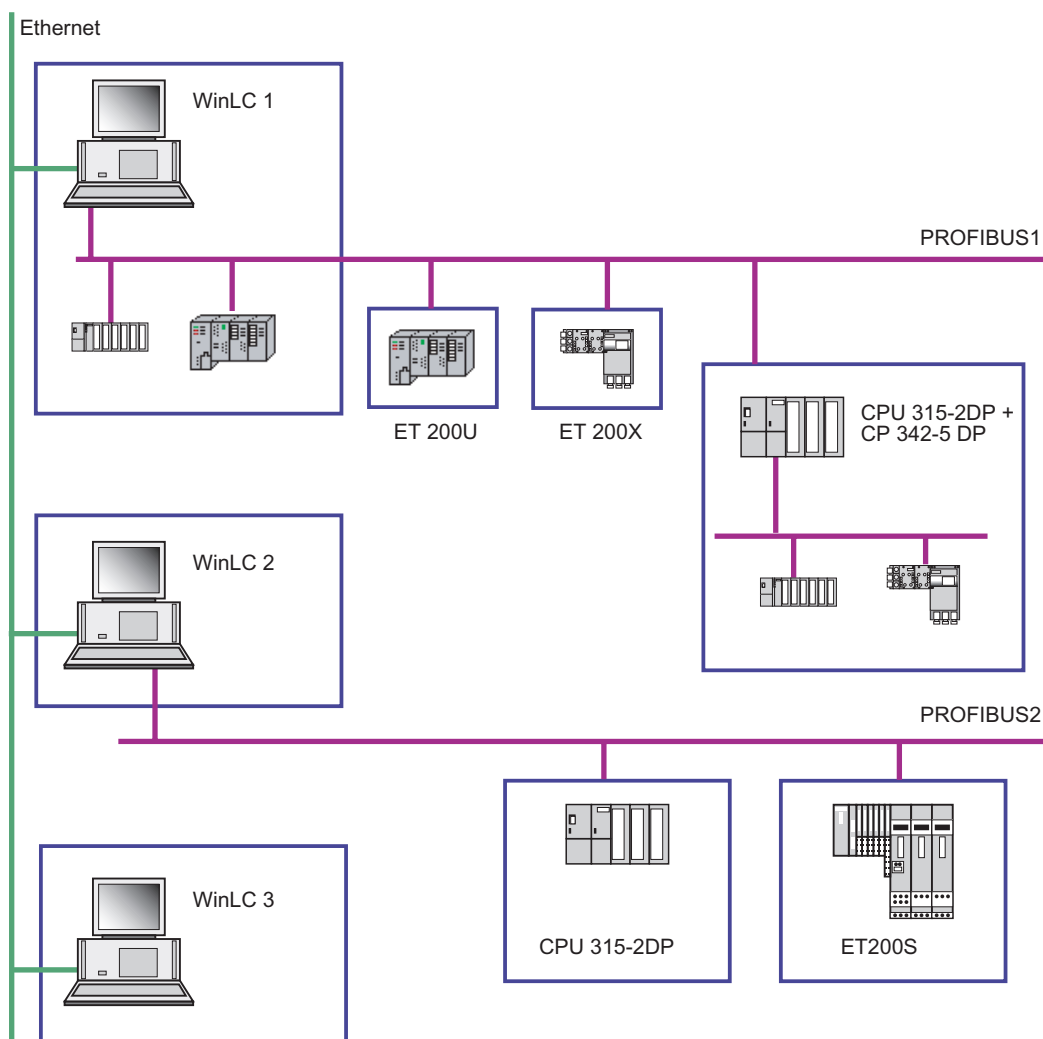 Ethernet
WinLC 1
PROFIBUS1
ET 200U
ET 200X
CPU 315-2DP +
CP 342-5 DP
WinLC 2
PROFIBUS2
CPU 315-2DP
ET200S
WinLC 3